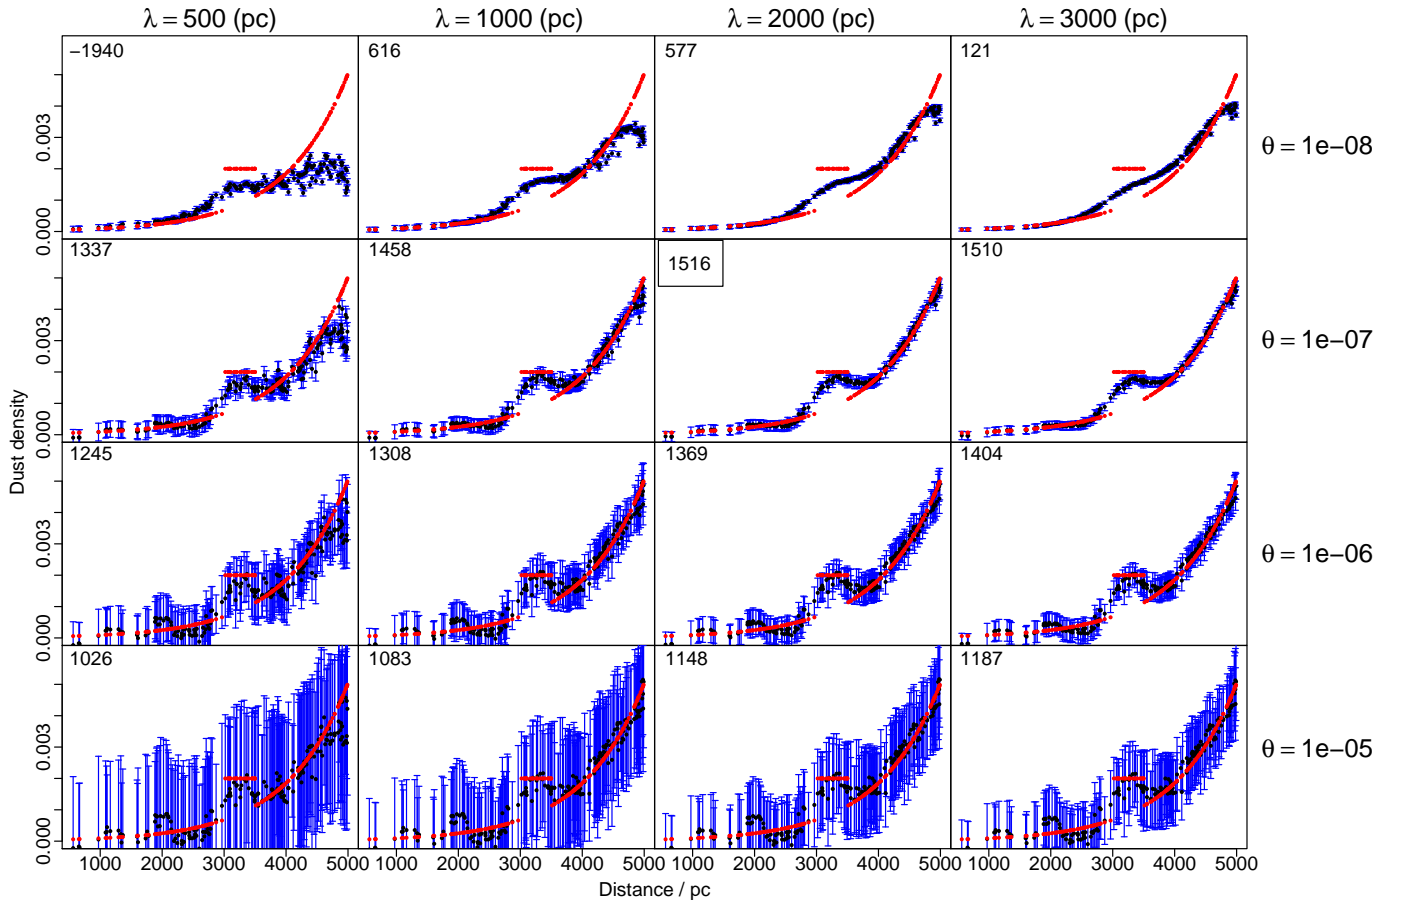 λ = 500 (pc) λ = 1000 (pc) λ = 2000 (pc) λ = 3000 (pc)
−1940 616 577 121
0.003
0.000
θ = 1e−08
1337 1458 1516 1510
0.003
0.000
θ = 1e−07
Dust density
1245 1308 1369 1404
0.003
0.000
θ = 1e−06
1026 1083 1148 1187
0.003
0.000
θ = 1e−05
1000 2000 3000 4000 5000 1000 2000 3000 4000 5000 1000 2000 3000 4000 5000 1000 2000 3000 4000 5000
Distance / pc